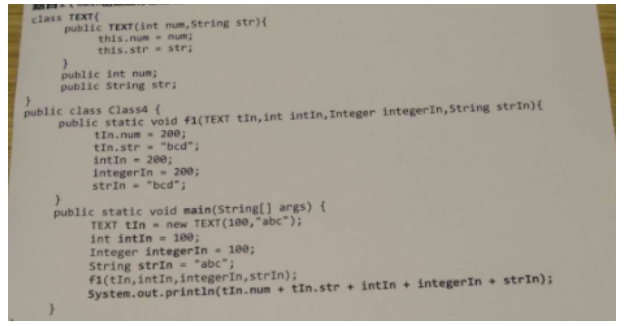 class TEXT{
public TEXT(int num,String str){
this.num = num;
this.str = str;
}
public int num;
public String str;
}
public class Class4 {
public static void f1(TEXT tIn,int intIn,Integer integerIn,String strIn){
tIn.num = 200;
tIn.str = "bcd";
intIn = 200;
integerIn = 200;
strIn = "bcd";
}
public static void main(String[] args) {
TEXT tIn = new TEXT(100,"abc");
int intIn = 100;
Integer integerIn = 100;
String strIn = "abc";
f1(tIn,intIn,integerIn,strIn);
System.out.println(tIn.num + tIn.str + intIn + integerIn + strIn);
}